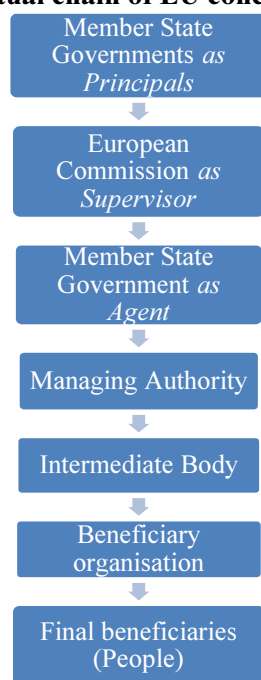 tual chain of EU conc
Member State
Governments as
Principals
European
Commission as
Supervisor
Member State
Government as
Agent
Managing Authority
Intermediate Body
Beneficiary
organisation
Final beneficiaries
(People)